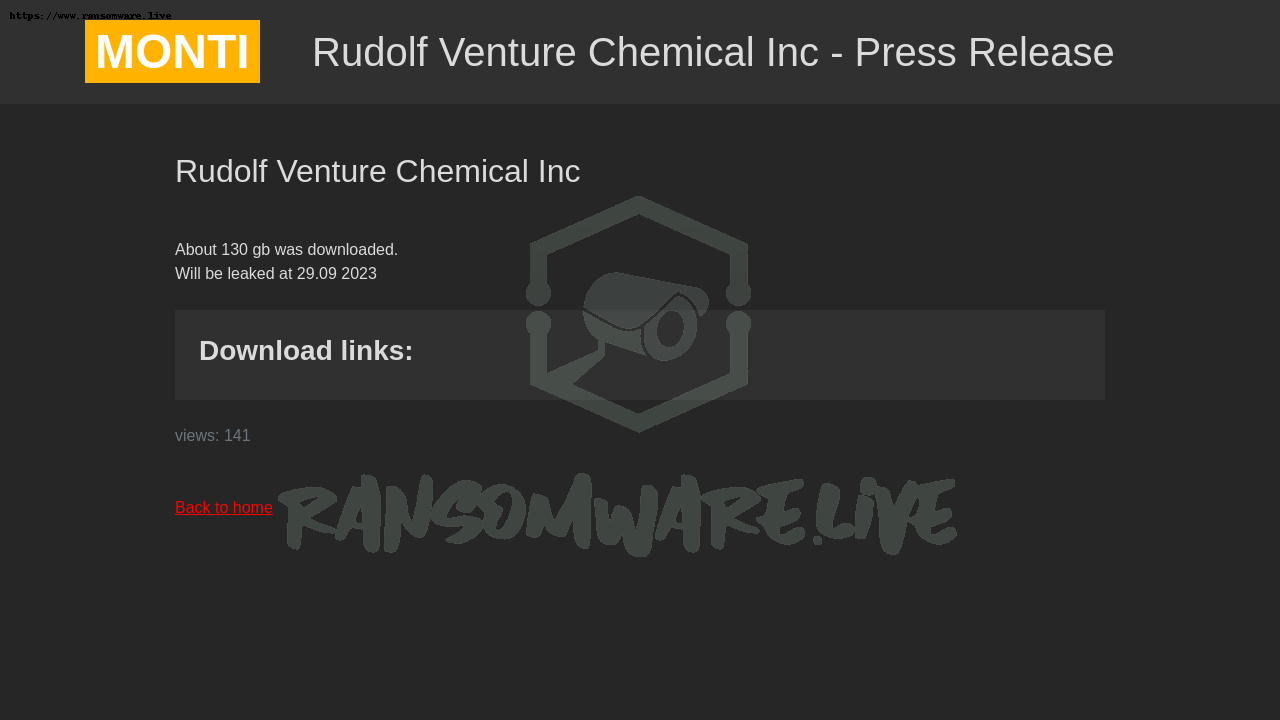 https://www.ransomware.live
MONTI
Rudolf Venture Chemical Inc - Press Release
Rudolf Venture Chemical Inc
About 130 gb was downloaded.
Will be leaked at 29.09 2023
Download links:
views: 141
Back to home
RANSOMWARE.LIVE